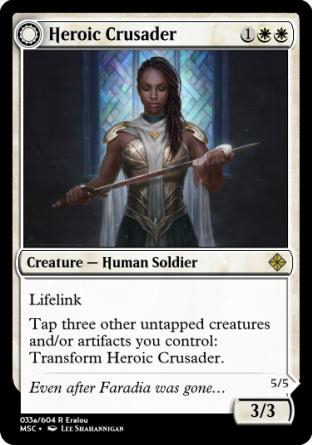 Heroic Crusader 1
Creature — Human Soldier
Lifelink
Tap three other untapped creatures
and/or artifacts you control:
Transform Heroic Crusader.
Even after Faradia was gone…
5/5
3/3
033a/604 R Eralou
MSC • Lee Shahannigan